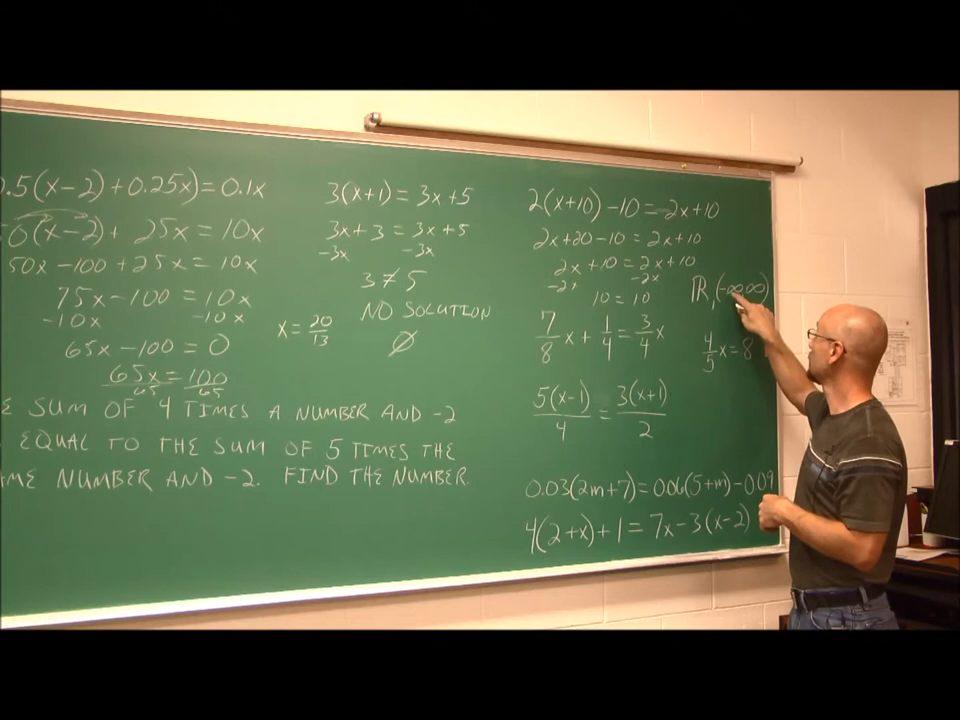 0.5(x-2)+0.25x)=0.1x
50(x-2)+ 25x = 10x
50x -100 + 25x = 10x
75x -100 = 10x
-10x -10x
65x -100 = 0
65x = 100
65 65
x = 20/13
SUM OF 4 TIMES A NUMBER AND -2
EQUAL TO THE SUM OF 5 TIMES THE
NUMBER AND -2. FIND THE NUMBER.
3(x+1) = 3x+5
3x+3 = 3x+5
-3x -3x
3 ≠ 5
NO SOLUTION
∅
2(x+10)-10 = 2x+10
2x+20-10 = 2x+10
2x+10 = 2x+10
-2x -2x
10 = 10
ℝ, (-∞,∞)
7/8 x + 1/4 = 3/4 x
4/5 x = 8
5(x-1)/4 = 3(x+1)/2
0.03(2m+7)=0.06(5+m)-0.09
4(2+x)+1 = 7x-3(x-2)